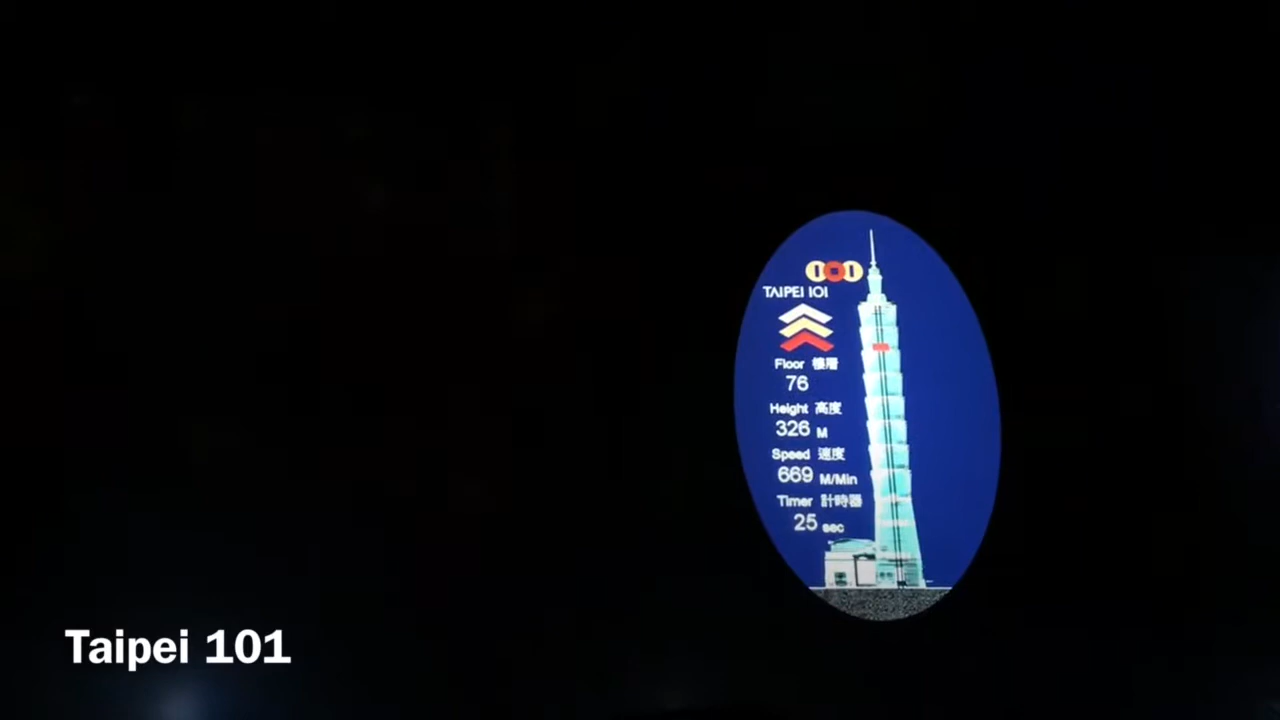 101
TAIPEI 101
Floor 樓層
76
Height 高度
326 M
Speed 速度
669 M/Min
Timer 計時器
25 sec
Taipei 101